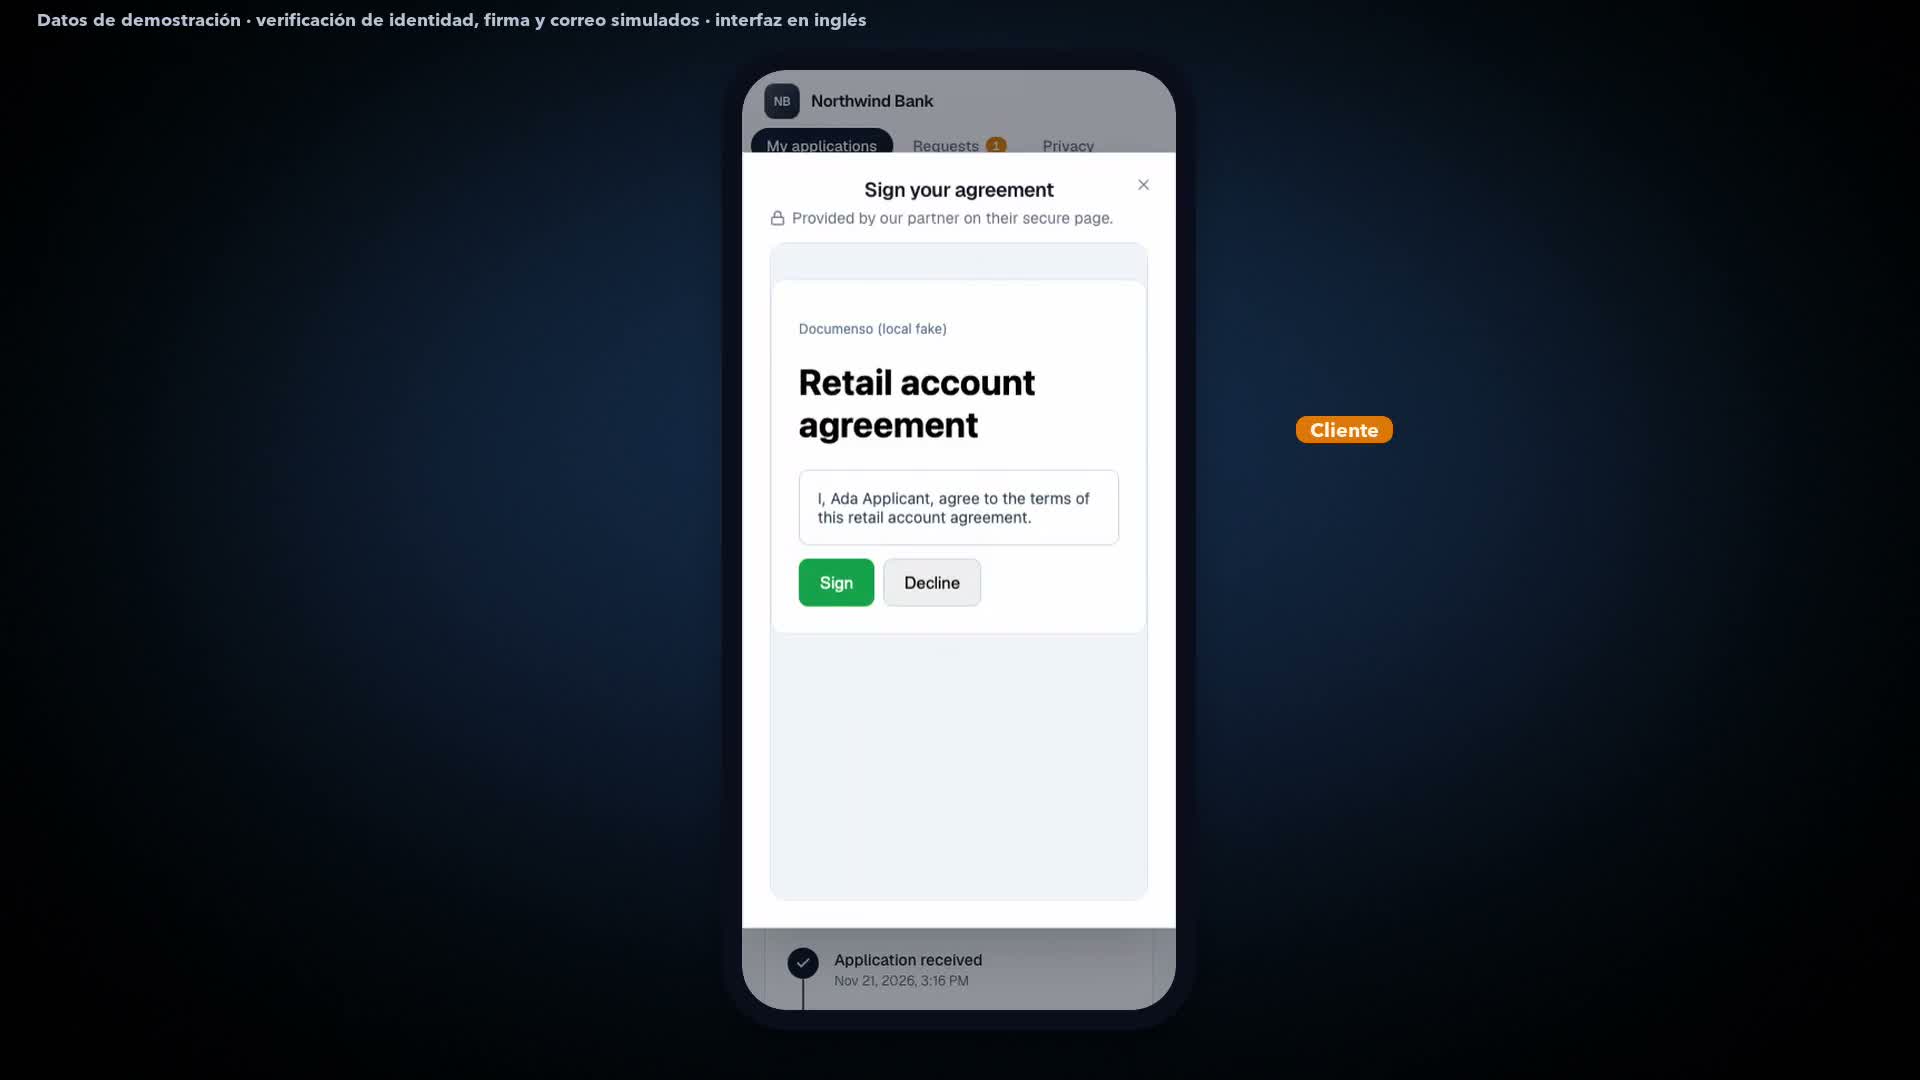 Datos de demostración · verificación de identidad, firma y correo simulados · interfaz en inglés
NB
Northwind Bank
My applications
Requests 1
Privacy
Sign your agreement
Provided by our partner on their secure page.
Documenso (local fake)
Retail account
agreement
I, Ada Applicant, agree to the terms of
this retail account agreement.
Sign
Decline
Cliente
Application received
Nov 21, 2026, 3:16 PM